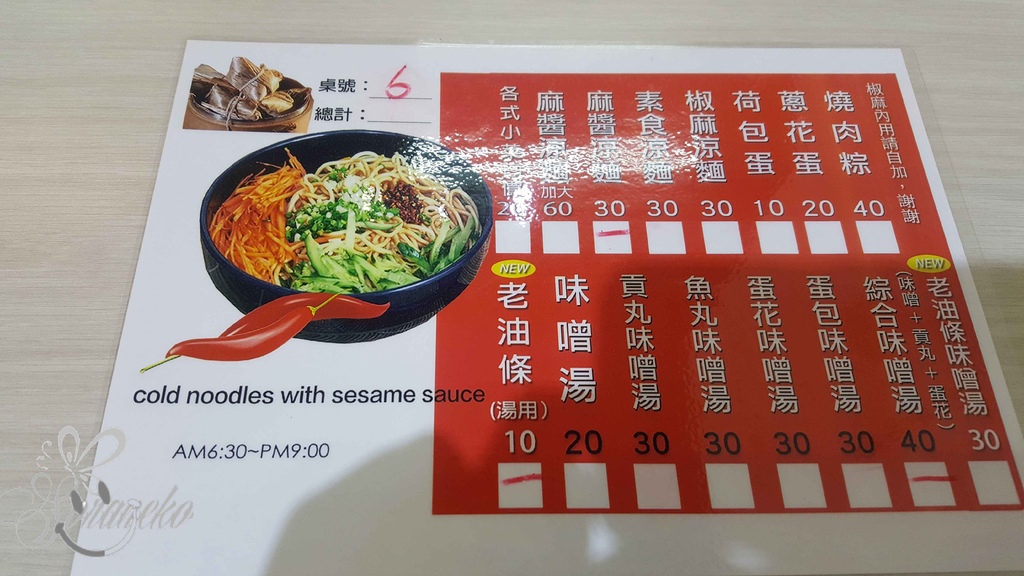 桌號： 6
總計：
cold noodles with sesame sauce
AM6:30~PM9:00
椒麻內用請自加，謝謝
燒肉粽 40
蔥花蛋 20
荷包蛋 10
椒麻涼麵 30
素食涼麵 30
麻醬涼麵 30
麻醬涼麵 加大 60
各式小菜
NEW 老油條味噌湯 30
綜合味噌湯 (味噌+貢丸+蛋花) 40
蛋包味噌湯 30
蛋花味噌湯 30
魚丸味噌湯 30
貢丸味噌湯 30
味噌湯 20
NEW 老油條 (湯用) 10